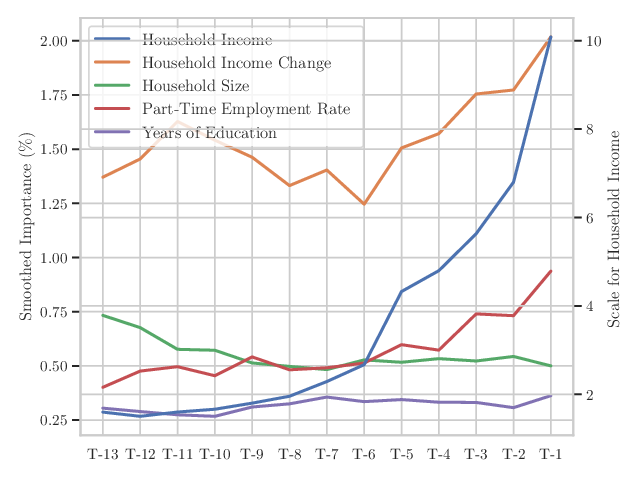 Household Income
Household Income Change
Household Size
Part-Time Employment Rate
Years of Education
Smoothed Importance (%)
2.00
1.75
1.50
1.25
1.00
0.75
0.50
0.25
10
8
6
4
2
Scale for Household Income
T-13 T-12 T-11 T-10 T-9 T-8 T-7 T-6 T-5 T-4 T-3 T-2 T-1